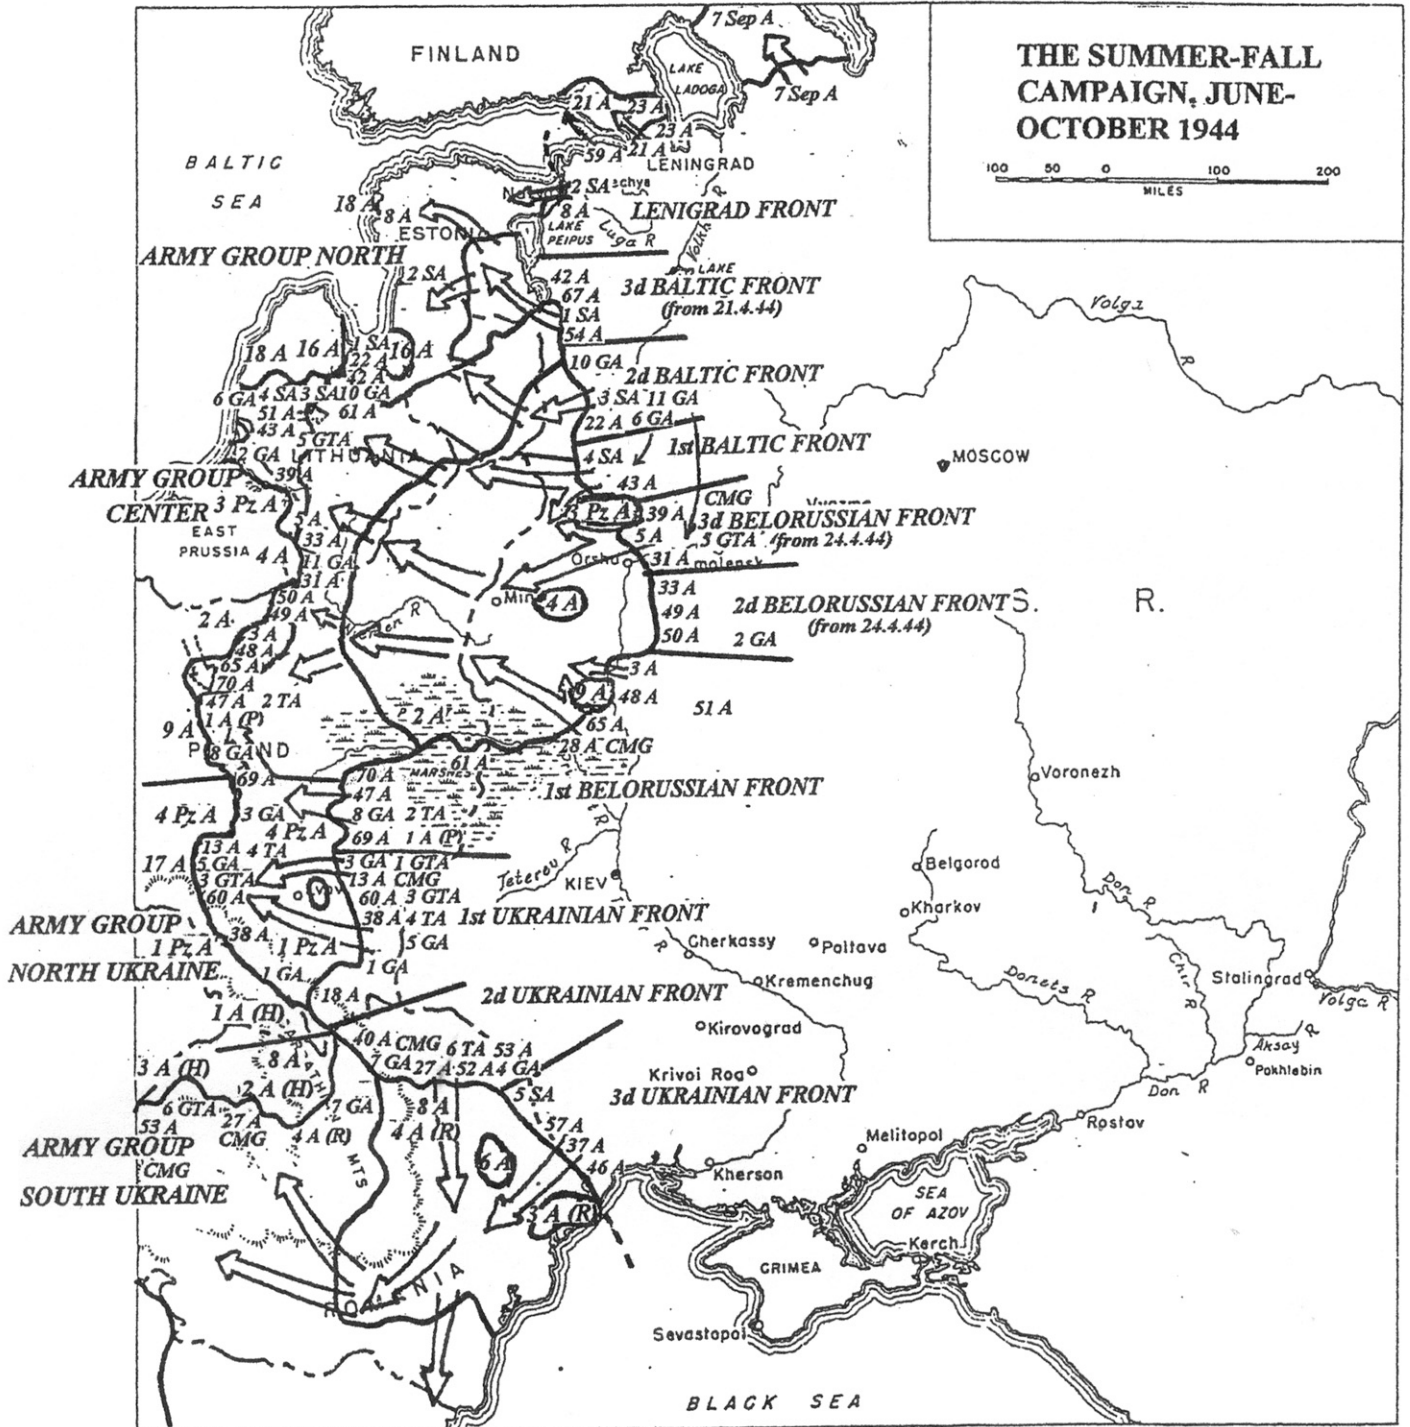 7 Sep A
FINLAND
LAKE
LADOGA
THE SUMMER-FALL
CAMPAIGN, JUNE-
OCTOBER 1944
100 50 0 100 200
MILES
7 Sep A
21 A
23 A
23 A
59 A
21 A
LENINGRAD
BALTIC
SEA
2 SA
8 A
18 A
8 A
ESTONIA
LAKE
PEIPUS
Luga R
LENIGRAD FRONT
ARMY GROUP NORTH
2 SA
LAKE
42 A
67 A
1 SA
54 A
3d BALTIC FRONT
(from 21.4.44)
Volga
R
18 A 16 A
1 SA
22 A
42 A
16 A
10 GA
2d BALTIC FRONT
6 GA 4 SA 3 SA 10 GA
51 A
61 A
3 SA 11 GA
22 A 6 GA
43 A
5 GTA
2 GA
LITHUANIA
39 A
1st BALTIC FRONT
4 SA
43 A
MOSCOW
ARMY GROUP
CENTER
3 Pz A
EAST
PRUSSIA
4 A
5 A
33 A
11 GA
31 A
50 A
49 A
3 Pz A
CMG
39 A
3d BELORUSSIAN FRONT
5 A
5 GTA (from 24.4.44)
Orsha
31 A
33 A
49 A
50 A
2 GA
4 A
2d BELORUSSIAN FRONT
(from 24.4.44)
S. R.
2 A
3 A
48 A
65 A
70 A
47 A 2 TA
1 A (P)
9 A
8 GA
POLAND
69 A
3 A
9 A
48 A
51 A
65 A
28 A CMG
2 A
61 A
MARSHES
70 A
47 A
8 GA 2 TA
69 A 1 A (P)
1st BELORUSSIAN FRONT
R
Voronezh
4 Pz A
3 GA
4 Pz A
13 A 4 TA
17 A
5 GA
3 GTA
60 A
3 GA 1 GTA
13 A CMG
60 A 3 GTA
38 A 4 TA
5 GA
1 GA
Teterev R
KIEV
Belgorod
Kharkov
Don R
1st UKRAINIAN FRONT
ARMY GROUP
NORTH UKRAINE
1 Pz A
38 A
1 Pz A
1 GA
R
Cherkassy
Poltava
Kremenchug
Donets R
Chir R
Stalingrad
Volga R
18 A
1 A (H)
2d UKRAINIAN FRONT
Kirovograd
Aksay R
Pokhlebin
3 A (H)
8 A
2 A (H)
40 A CMG 6 TA 53 A
7 GA 27 A 52 A 4 GA
5 SA
Krivoi Rog
3d UKRAINIAN FRONT
Don R
Rostov
6 GTA
53 A
27 A
CMG
7 GA
4 A (R)
8 A
4 A (R)
MTS
57 A
37 A
46 A
6 A
3 A (R)
ARMY GROUP
CMG
SOUTH UKRAINE
Melitopol
Kherson
SEA
OF AZOV
Kerch
CRIMEA
ROMANIA
Sevastopol
BLACK SEA